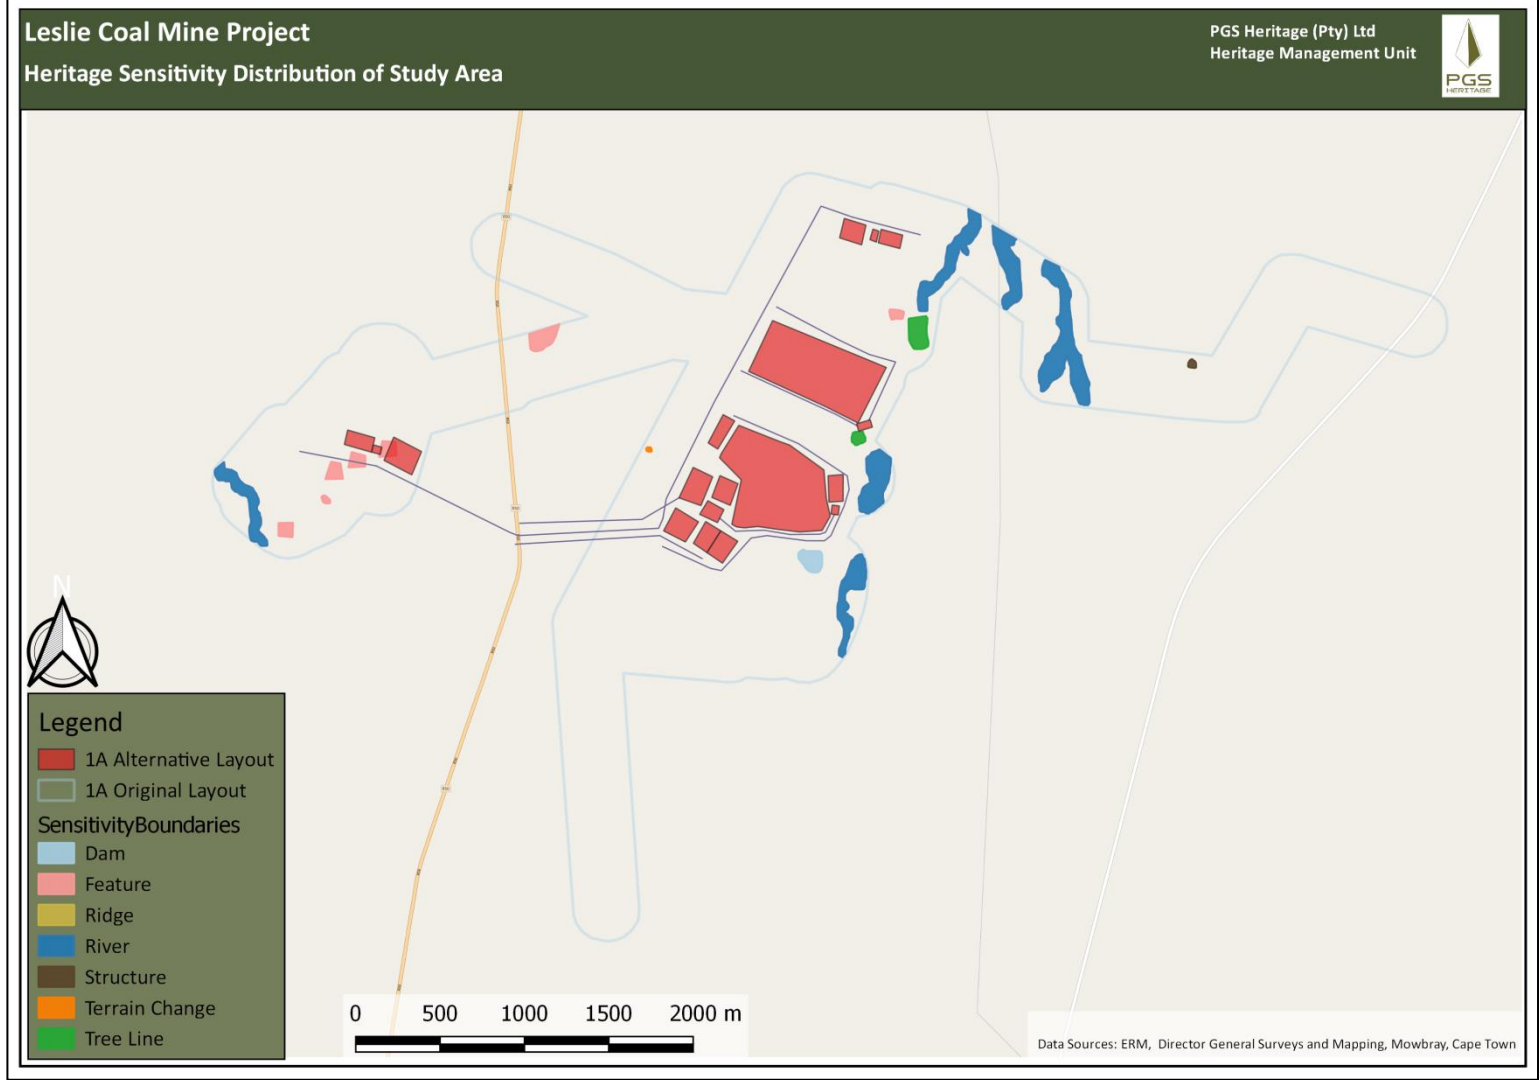 Leslie Coal Mine Project
Heritage Sensitivity Distribution of Study Area
PGS Heritage (Pty) Ltd
Heritage Management Unit
PGS
HERITAGE
N
Legend
1A Alternative Layout
1A Original Layout
SensitivityBoundaries
Dam
Feature
Ridge
River
Structure
Terrain Change
Tree Line
0 500 1000 1500 2000 m
Data Sources: ERM, Director General Surveys and Mapping, Mowbray, Cape Town